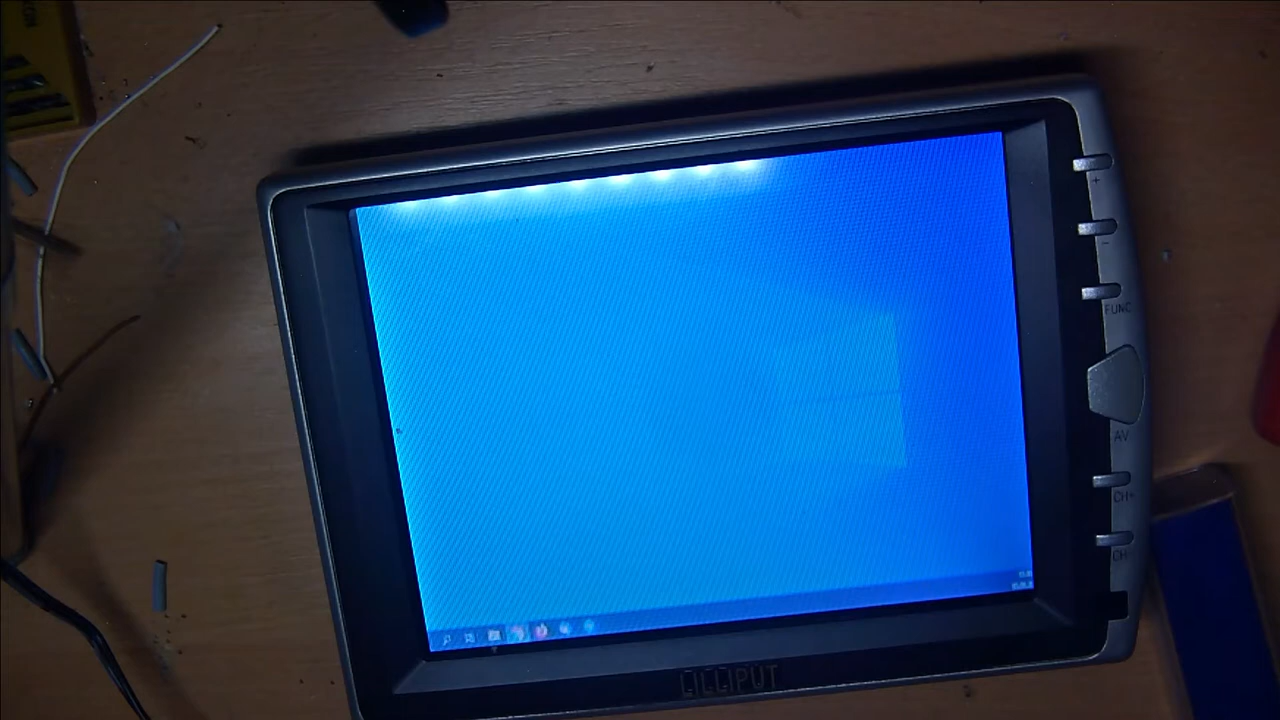 +
-
FUNC
AV
CH+
CH-
LILLIPUT